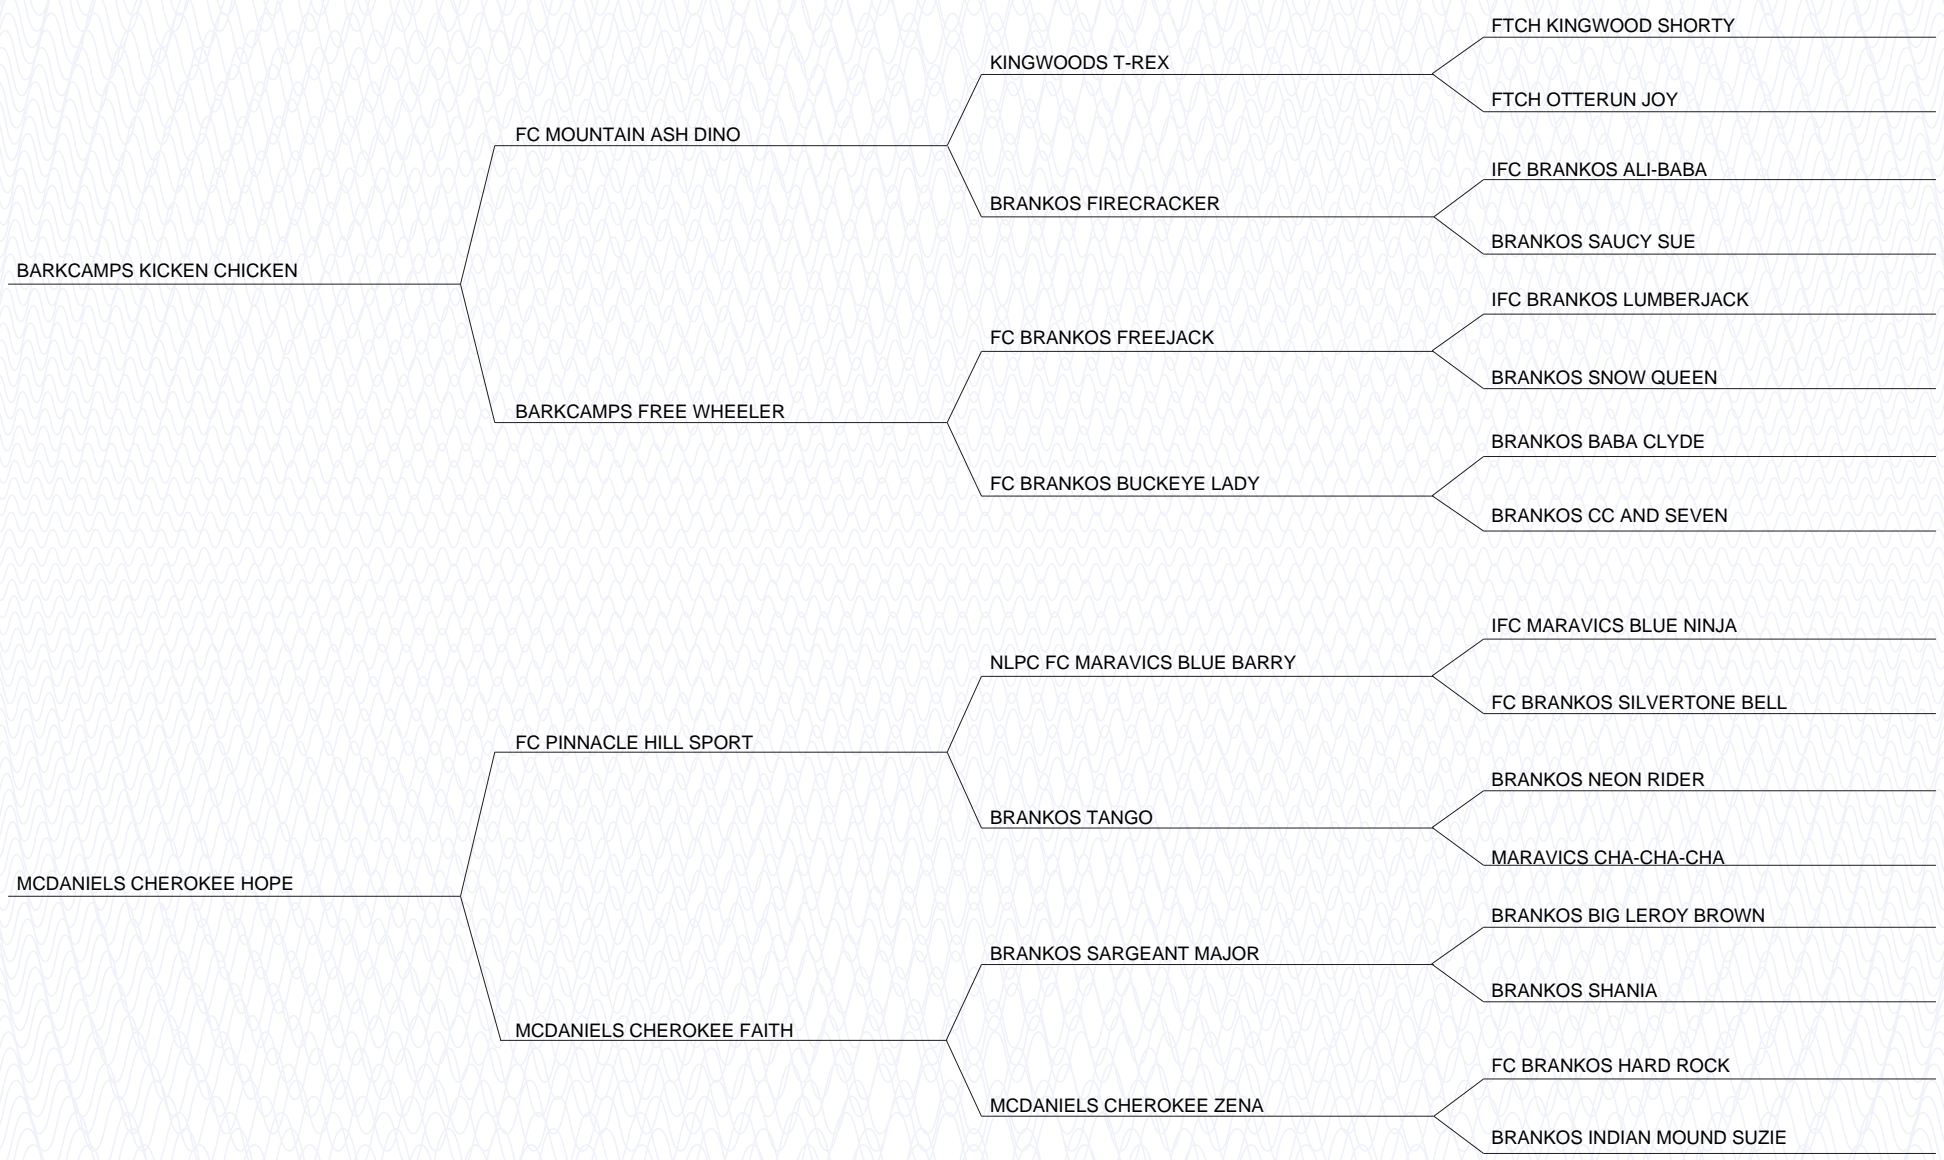 FTCH KINGWOOD SHORTY
KINGWOODS T-REX
FTCH OTTERUN JOY
FC MOUNTAIN ASH DINO
IFC BRANKOS ALI-BABA
BRANKOS FIRECRACKER
BRANKOS SAUCY SUE
BARKCAMPS KICKEN CHICKEN
IFC BRANKOS LUMBERJACK
FC BRANKOS FREEJACK
BRANKOS SNOW QUEEN
BARKCAMPS FREE WHEELER
BRANKOS BABA CLYDE
FC BRANKOS BUCKEYE LADY
BRANKOS CC AND SEVEN
IFC MARAVICS BLUE NINJA
NLPC FC MARAVICS BLUE BARRY
FC BRANKOS SILVERTONE BELL
FC PINNACLE HILL SPORT
BRANKOS NEON RIDER
BRANKOS TANGO
MARAVICS CHA-CHA-CHA
MCDANIELS CHEROKEE HOPE
BRANKOS BIG LEROY BROWN
BRANKOS SARGEANT MAJOR
BRANKOS SHANIA
MCDANIELS CHEROKEE FAITH
FC BRANKOS HARD ROCK
MCDANIELS CHEROKEE ZENA
BRANKOS INDIAN MOUND SUZIE